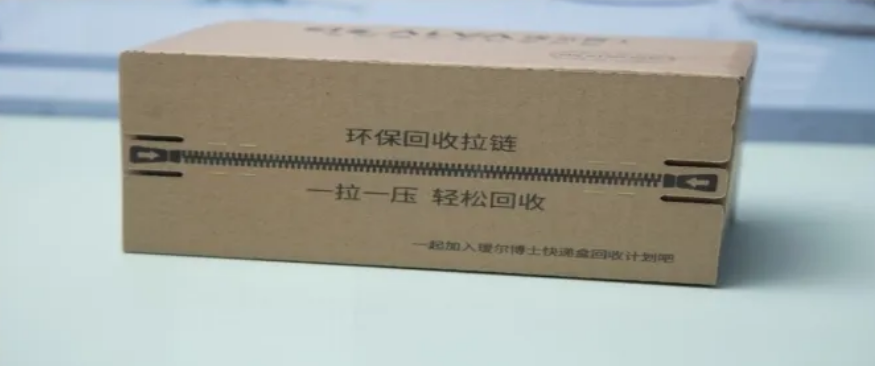 环保回收拉链
一拉一压 轻松回收
一起加入瑷尔博士快递盒回收计划吧